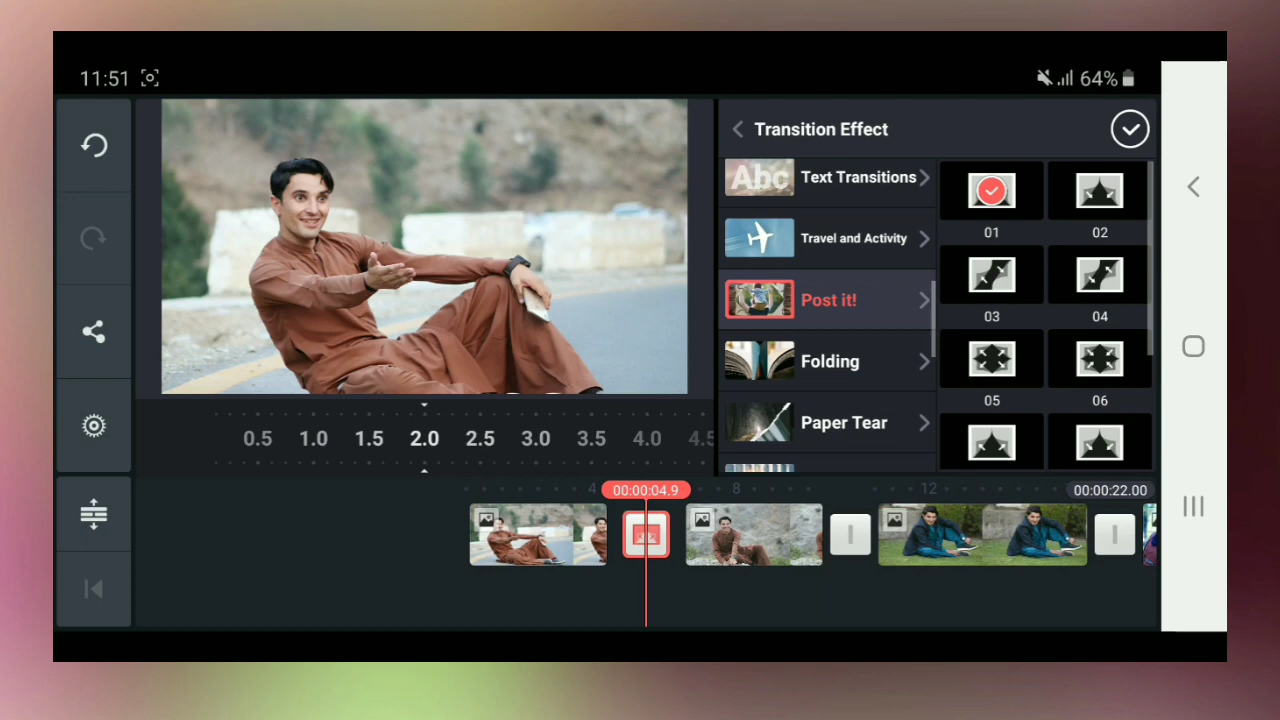 11:51
64%
Transition Effect
Abc
Text Transitions
Travel and Activity
Post it!
Folding
Paper Tear
01
02
03
04
05
06
0.5 1.0 1.5 2.0 2.5 3.0 3.5 4.0 4.5
4
00:00:04.9
8
12
00:00:22.00